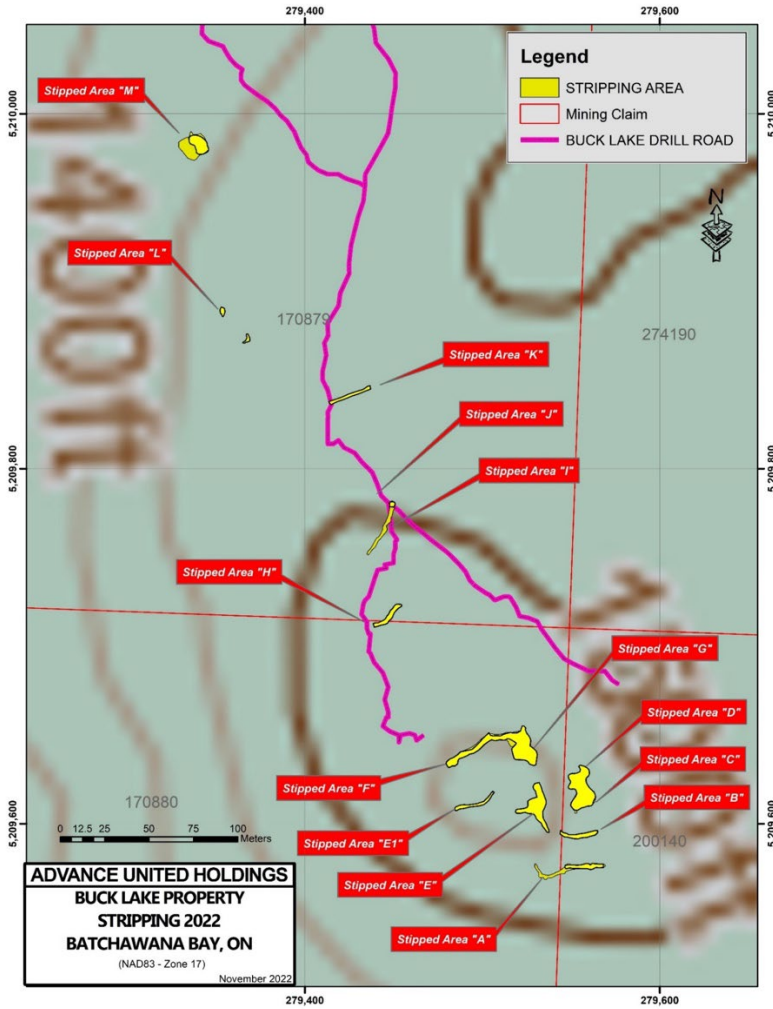 279,400
279,600
5,210,000
5,210,000
Legend
STRIPPING AREA
Mining Claim
BUCK LAKE DRILL ROAD
Stipped Area "M"
1400ft
N
Stipped Area "L"
170879
274190
Stipped Area "K"
Stipped Area "J"
5,209,800
5,209,800
Stipped Area "I"
Stipped Area "H"
Stipped Area "G"
Stipped Area "D"
Stipped Area "C"
Stipped Area "F"
Stipped Area "B"
170880
5,209,600
5,209,600
0 12.5 25 50 75 100
Meters
Stipped Area "E1"
200140
Stipped Area "E"
Stipped Area "A"
ADVANCE UNITED HOLDINGS
BUCK LAKE PROPERTY
STRIPPING 2022
BATCHAWANA BAY, ON
(NAD83 - Zone 17)
November 2022
279,400
279,600